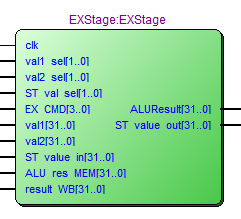 EXStage:EXStage
clk
val1_sel[1..0]
val2_sel[1..0]
ST_val_sel[1..0]
EX_CMD[3..0] ALUResult[31..0]
val1[31..0] ST_value_out[31..0]
val2[31..0]
ST_value_in[31..0]
ALU_res_MEM[31..0]
result_WB[31..0]